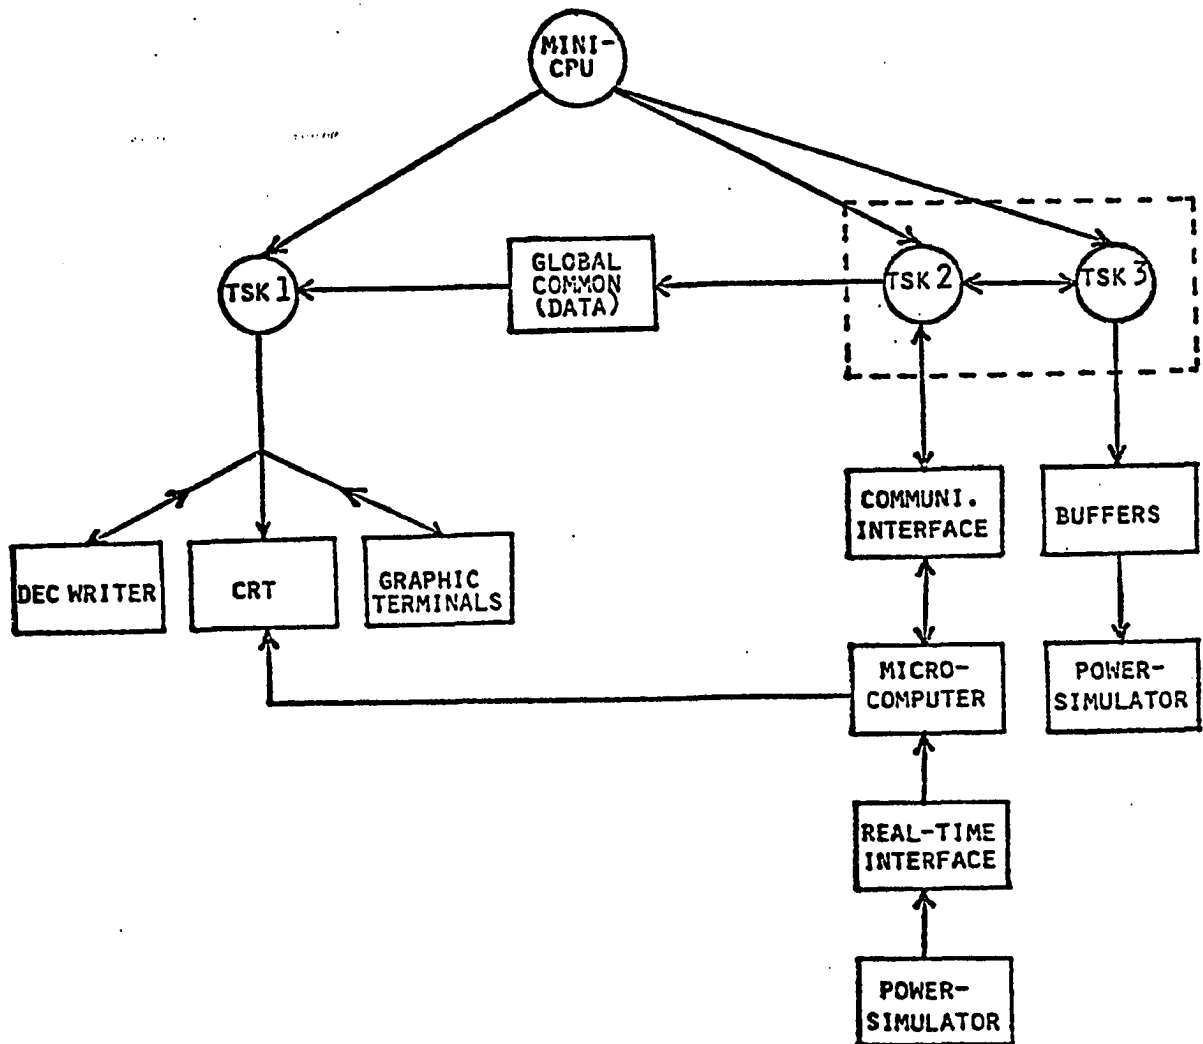 MINI-
CPU
TSK 1
GLOBAL
COMMON
(DATA)
TSK 2
TSK 3
COMMUNI.
INTERFACE
BUFFERS
DEC WRITER
CRT
GRAPHIC
TERMINALS
MICRO-
COMPUTER
POWER-
SIMULATOR
REAL-TIME
INTERFACE
POWER-
SIMULATOR